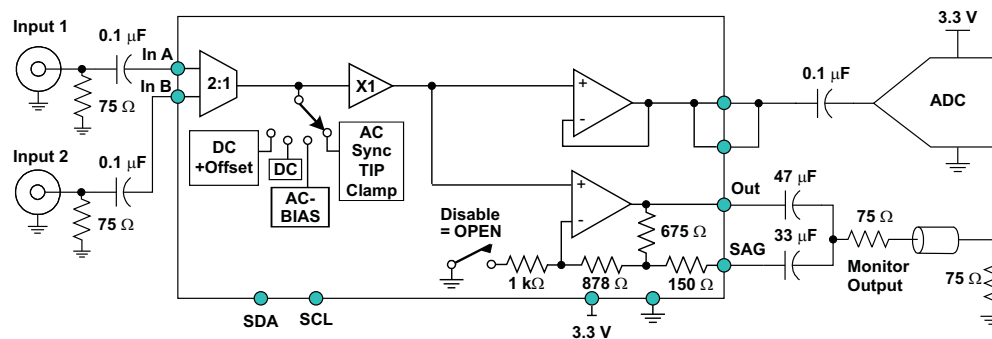 Input 1
0.1 μF
In A
In B
75 Ω
2:1
X1
+
-
0.1 μF
3.3 V
ADC
Input 2
0.1 μF
75 Ω
DC
+Offset
DC
AC-
BIAS
AC
Sync
TIP
Clamp
Disable
= OPEN
+
-
Out
47 μF
675 Ω
SAG
33 μF
75 Ω
Monitor
Output
75 Ω
1 kΩ
878 Ω
150 Ω
SDA
SCL
3.3 V